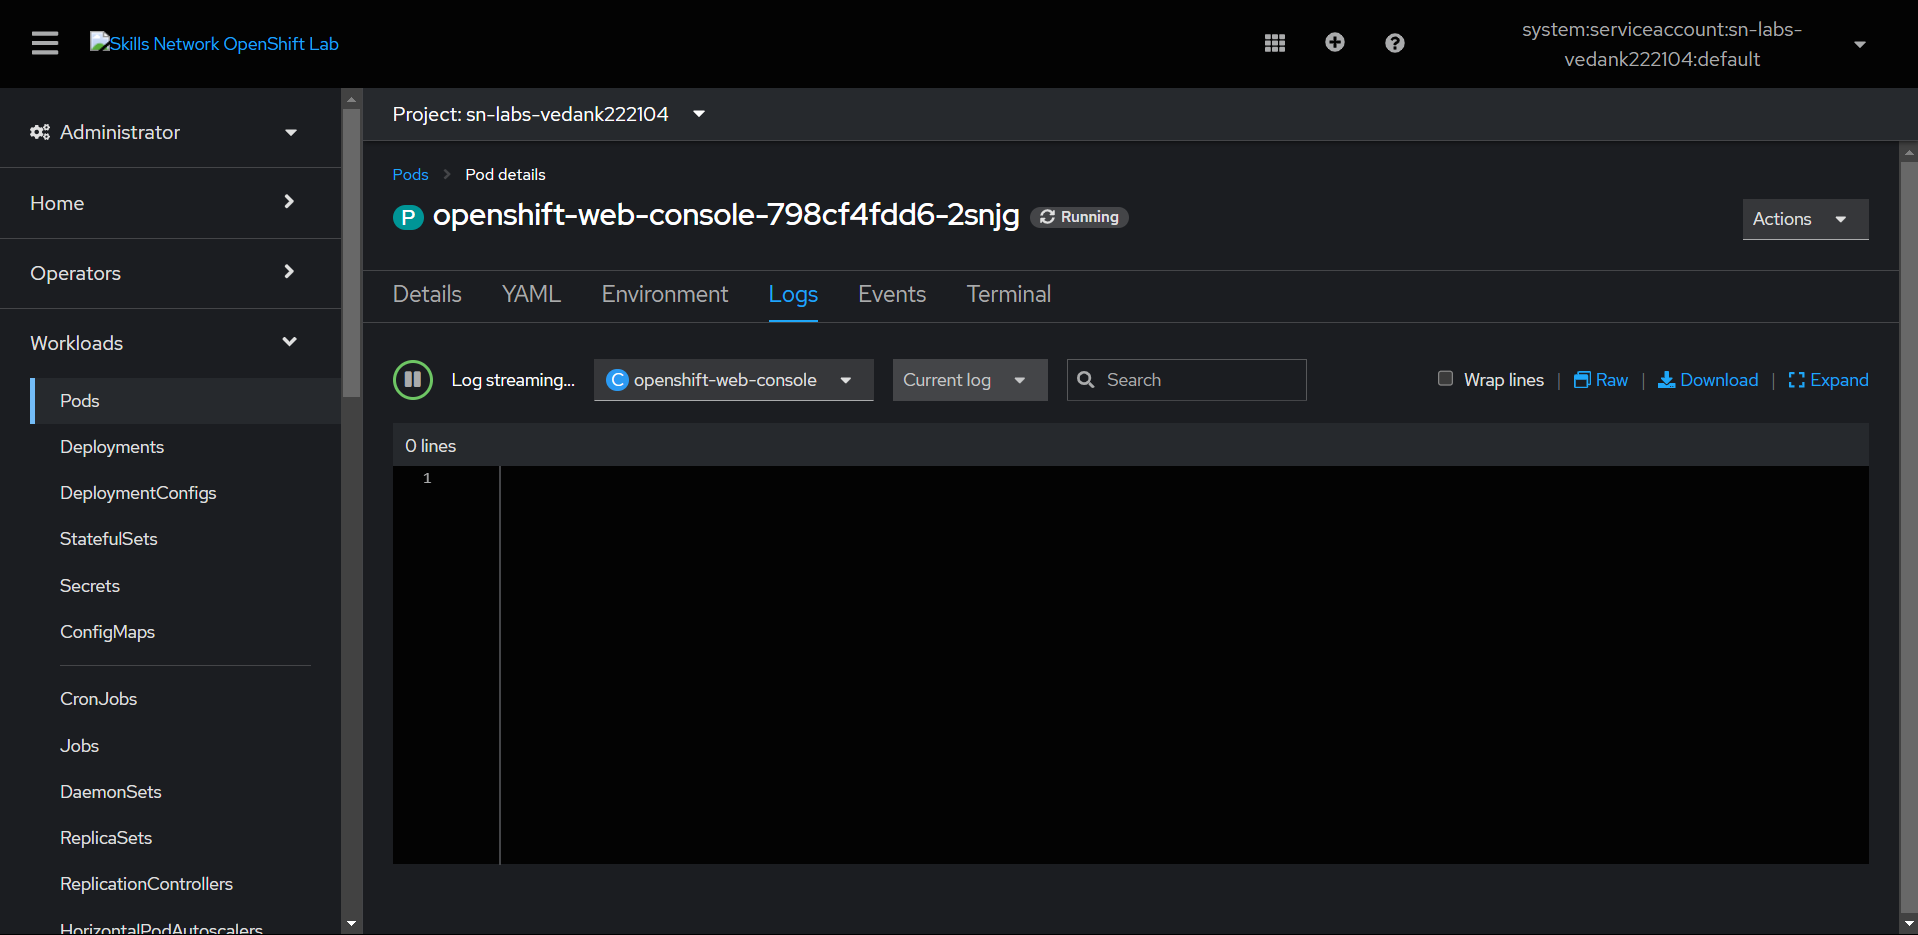 Skills Network OpenShift Lab
system:serviceaccount:sn-labs-
vedank222104:default
Administrator
Home
Operators
Workloads
Pods
Deployments
DeploymentConfigs
StatefulSets
Secrets
ConfigMaps
CronJobs
Jobs
DaemonSets
ReplicaSets
ReplicationControllers
HorizontalPodAutoscalers
Project: sn-labs-vedank222104
Pods Pod details
P openshift-web-console-798cf4fdd6-2snjg Running
Actions
Details YAML Environment Logs Events Terminal
Log streaming... C openshift-web-console Current log Search Wrap lines | Raw | Download | Expand
0 lines
1